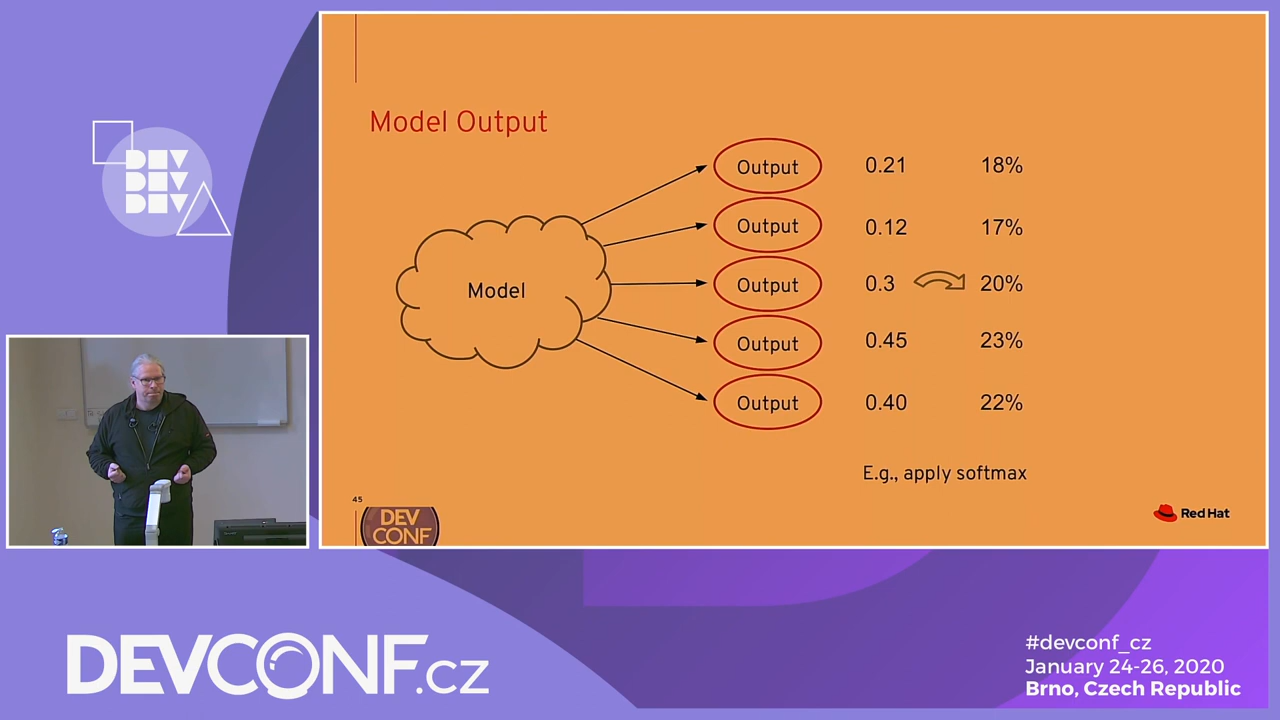 DEV
DEV
DEV
Model Output
Model
Output 0.21 18%
Output 0.12 17%
Output 0.3 20%
Output 0.45 23%
Output 0.40 22%
E.g., apply softmax
45
DEV
CONF
Red Hat
DEVCONF.cz
#devconf_cz
January 24-26, 2020
Brno, Czech Republic